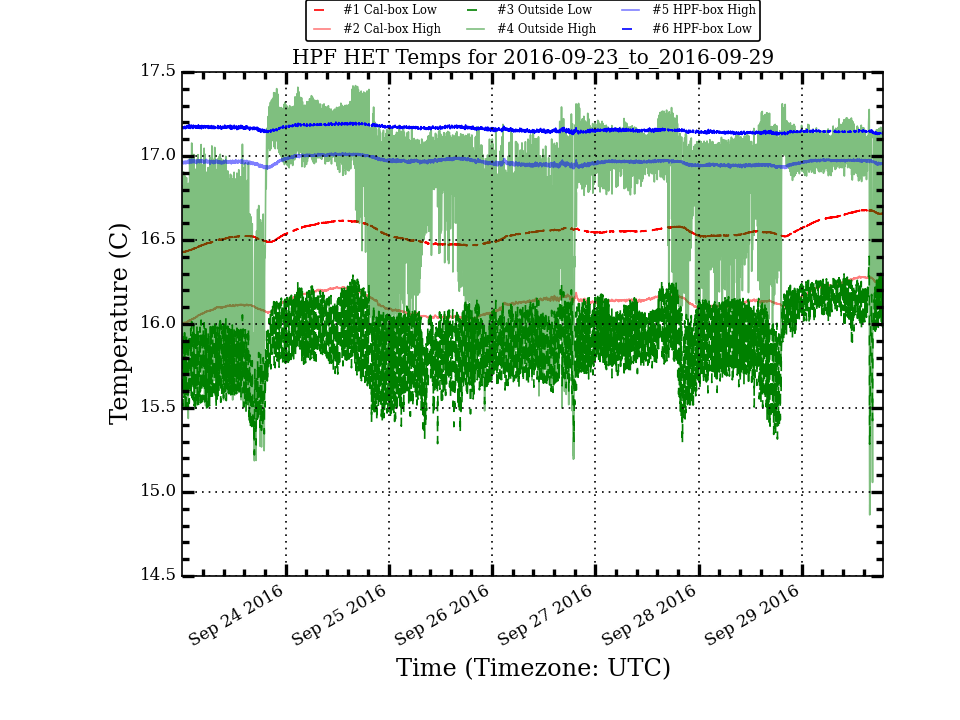 #1 Cal-box Low #3 Outside Low #5 HPF-box High
#2 Cal-box High #4 Outside High #6 HPF-box Low
HPF HET Temps for 2016-09-23_to_2016-09-29
17.5
17.0
16.5
16.0
15.5
15.0
14.5
Temperature (C)
Sep 24 2016
Sep 25 2016
Sep 26 2016
Sep 27 2016
Sep 28 2016
Sep 29 2016
Time (Timezone: UTC)